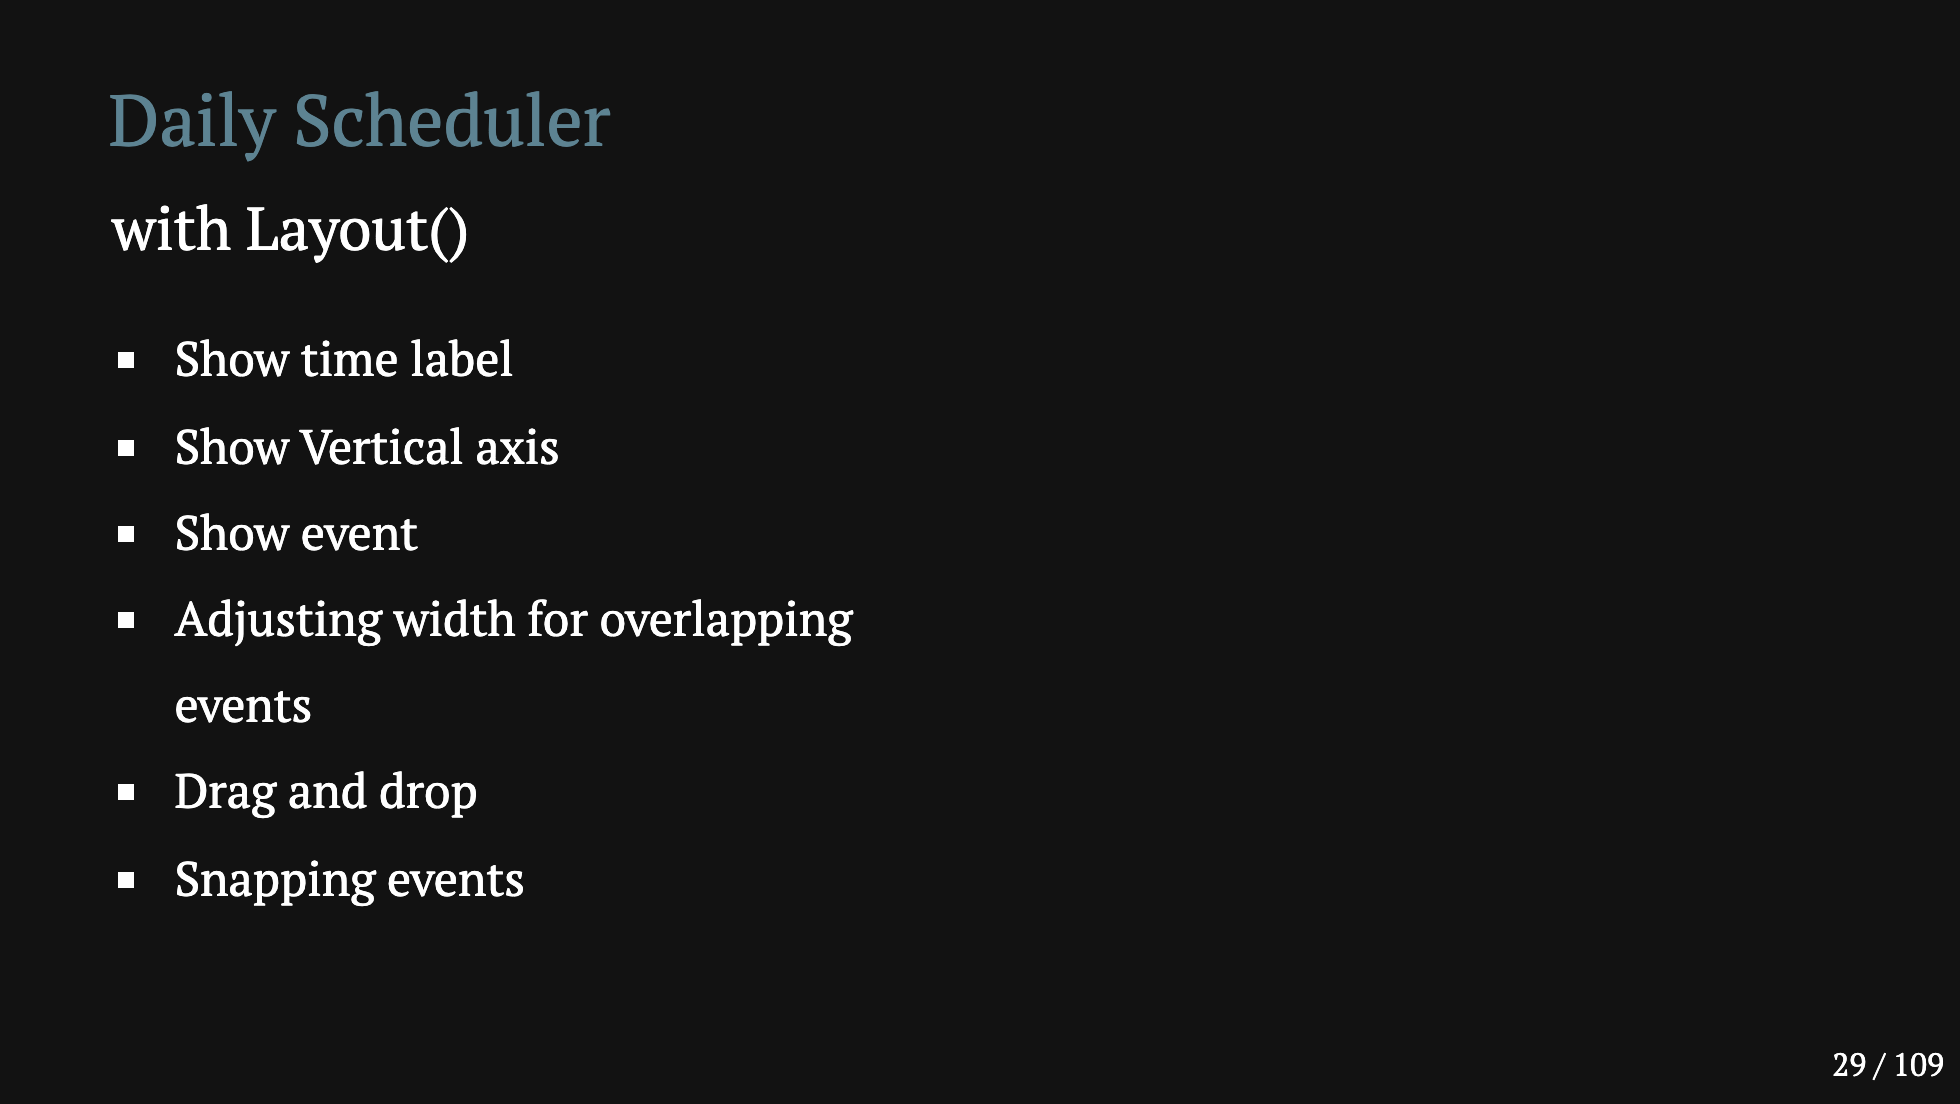 Daily Scheduler
with Layout()
▪ Show time label
▪ Show Vertical axis
▪ Show event
▪ Adjusting width for overlapping
events
▪ Drag and drop
▪ Snapping events
29 / 109